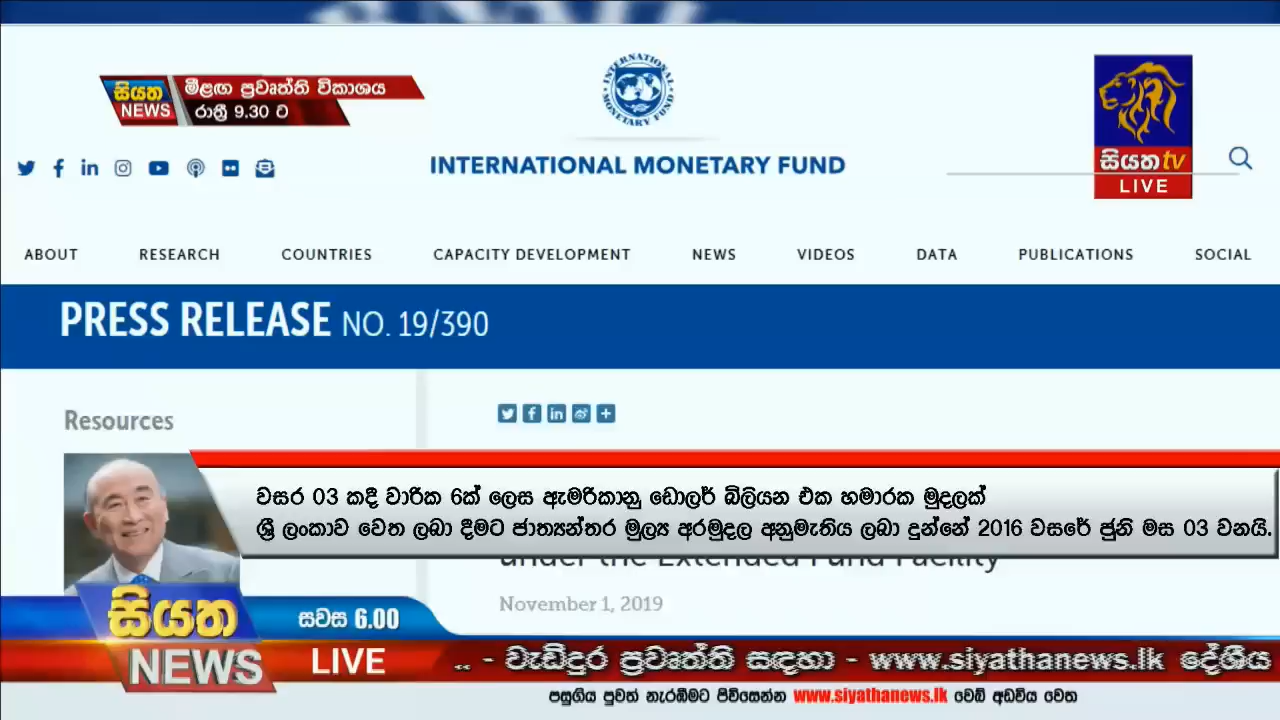 සියත NEWS
මීළඟ ප්‍රවෘත්ති විකාශය
රාත්‍රී 9.30 ට
INTERNATIONAL MONETARY FUND
INTERNATIONAL MONETARY FUND
සියත tv
LIVE
ABOUT RESEARCH COUNTRIES CAPACITY DEVELOPMENT NEWS VIDEOS DATA PUBLICATIONS SOCIAL
PRESS RELEASE NO. 19/390
Resources
වසර 03 කදී වාරික 6ක් ලෙස ඇමරිකානු ඩොලර් බිලියන එක හමාරක මුදලක්
ශ්‍රී ලංකාව වෙත ලබා දීමට ජාත්‍යන්තර මුල්‍ය අරමුදල අනුමැතිය ලබා දුන්නේ 2016 වසරේ ජුනි මස 03 වනයි.
under the Extended Fund Facility
November 1, 2019
සියත NEWS
සවස 6.00
LIVE
.. - වැඩිදුර ප්‍රවෘත්ති සඳහා - www.siyathanews.lk දේශීය
පසුගිය පුවත් නැරඹීමට පිවිසෙන්න www.siyathanews.lk වෙබ් අඩවිය වෙත